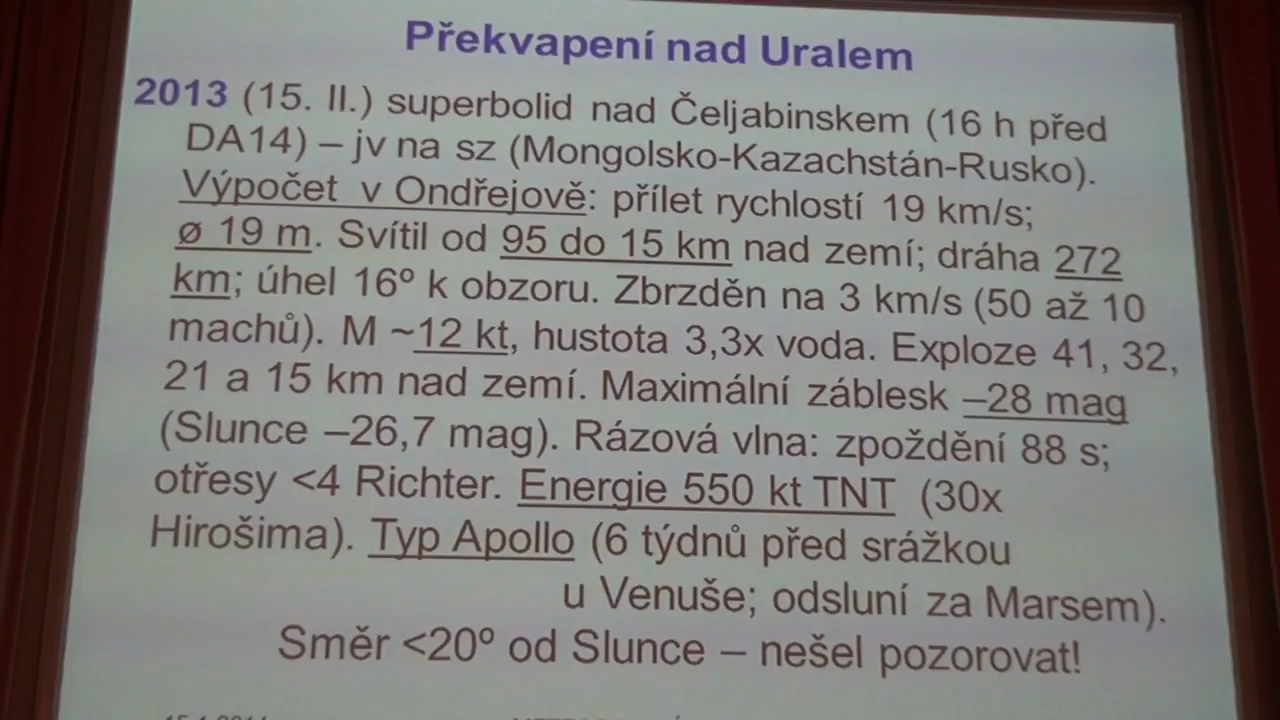 Překvapení nad Uralem
2013 (15. II.) superbolid nad Čeljabinskem (16 h před
DA14) – jv na sz (Mongolsko-Kazachstán-Rusko).
Výpočet v Ondřejově: přílet rychlostí 19 km/s;
ø 19 m. Svítil od 95 do 15 km nad zemí; dráha 272
km; úhel 16º k obzoru. Zbrzděn na 3 km/s (50 až 10
machů). M ~12 kt, hustota 3,3x voda. Exploze 41, 32,
21 a 15 km nad zemí. Maximální záblesk –28 mag
(Slunce –26,7 mag). Rázová vlna: zpoždění 88 s;
otřesy <4 Richter. Energie 550 kt TNT (30x
Hirošima). Typ Apollo (6 týdnů před srážkou
u Venuše; odsluní za Marsem).
Směr <20º od Slunce – nešel pozorovat!